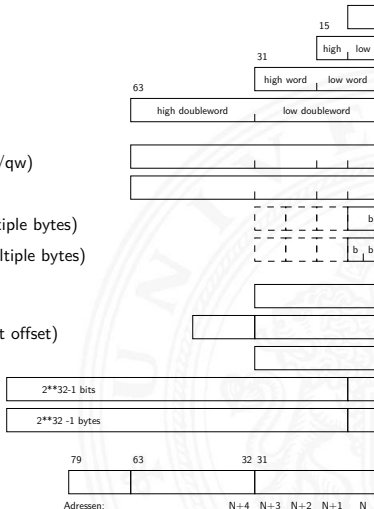 15
high low
31
high word low word
63
high doubleword low doubleword
/qw)
tiple bytes) b
ltiple bytes) b b
t offset)
2**32-1 bits
2**32 -1 bytes
79 63 32 31
Adressen: N+4 N+3 N+2 N+1 N